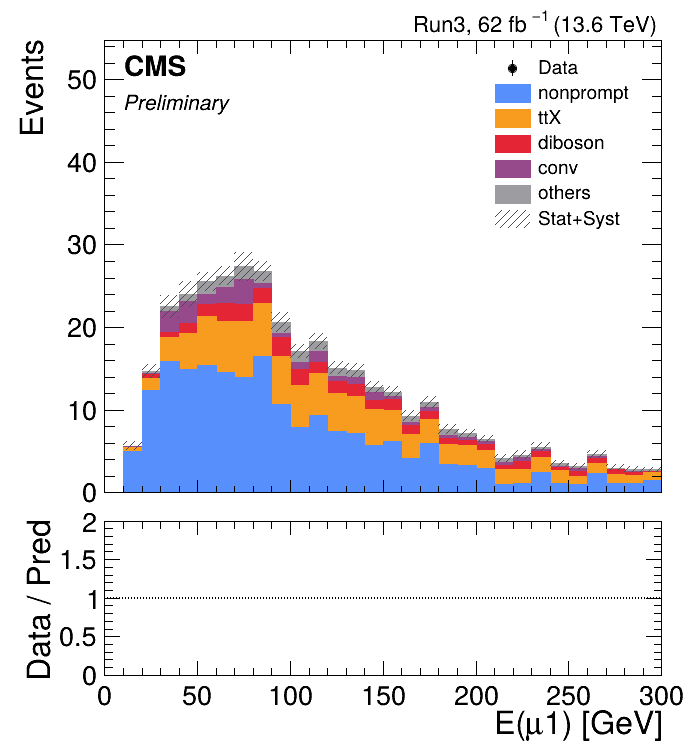 Run3, 62 fb⁻¹ (13.6 TeV)
CMS
Preliminary
Data
nonprompt
ttX
diboson
conv
others
Stat+Syst
Events
50
40
30
20
10
0
Data / Pred
2
1.5
1
0.5
0
0 50 100 150 200 250 300
E(μ1) [GeV]